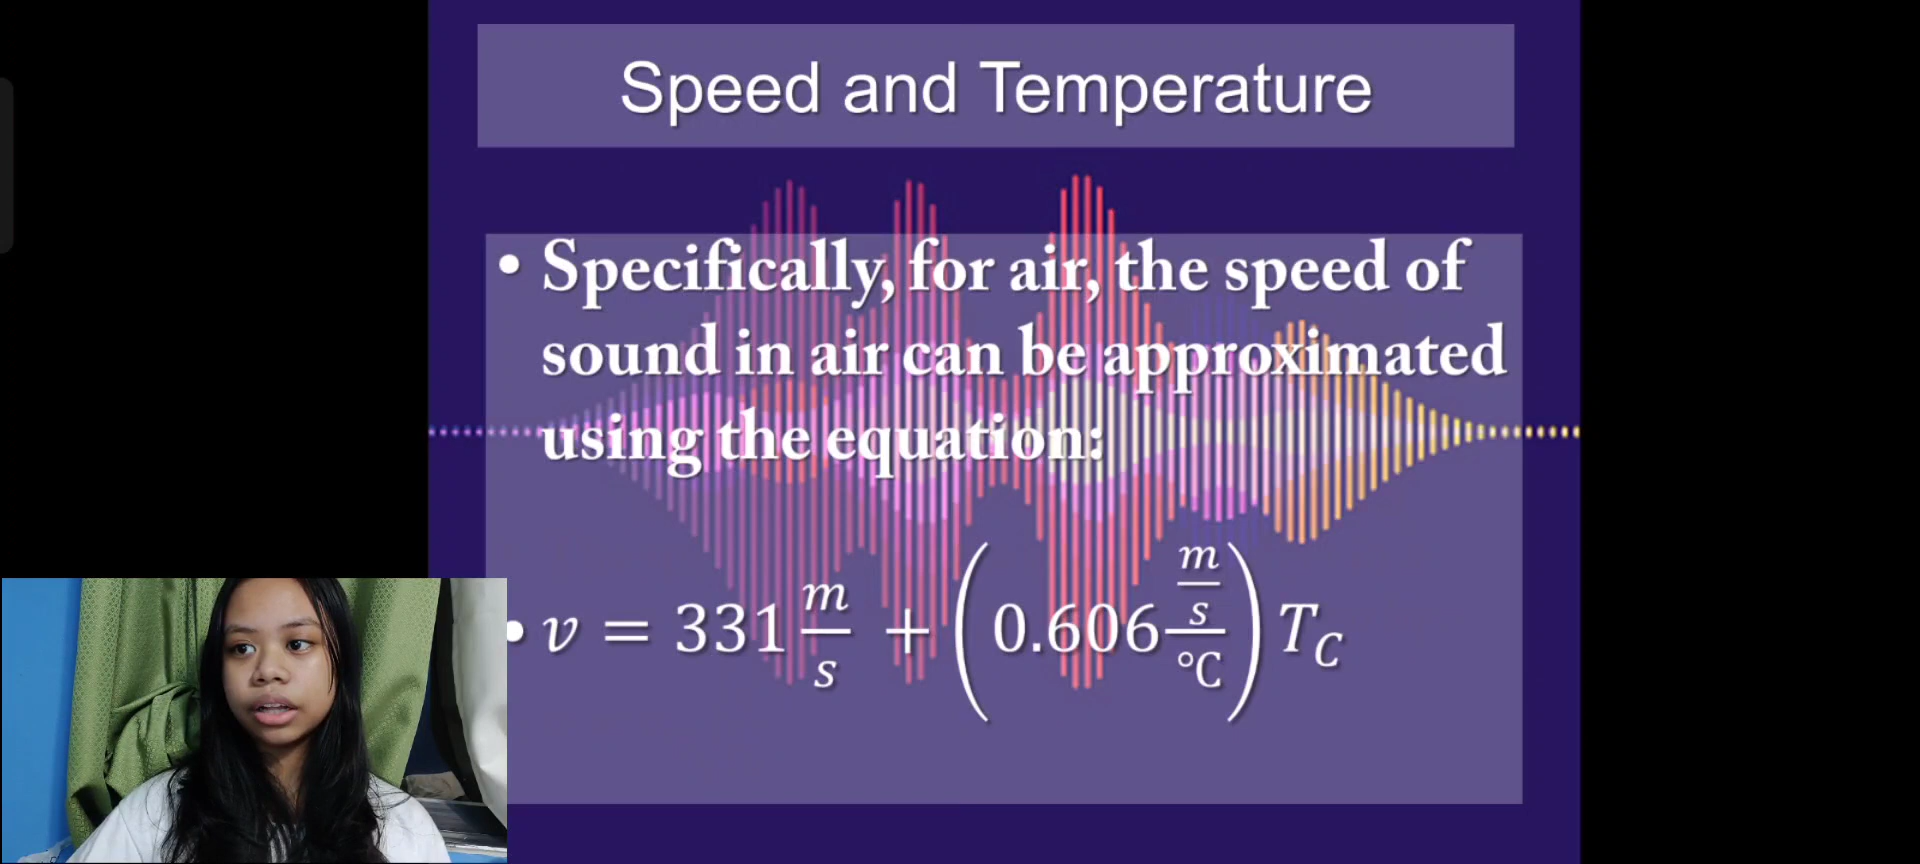 Speed and Temperature
• Specifically, for air, the speed of
sound in air can be approximated
using the equation:
• v = 331 m/s + (0.606 m/s/°C) T_C